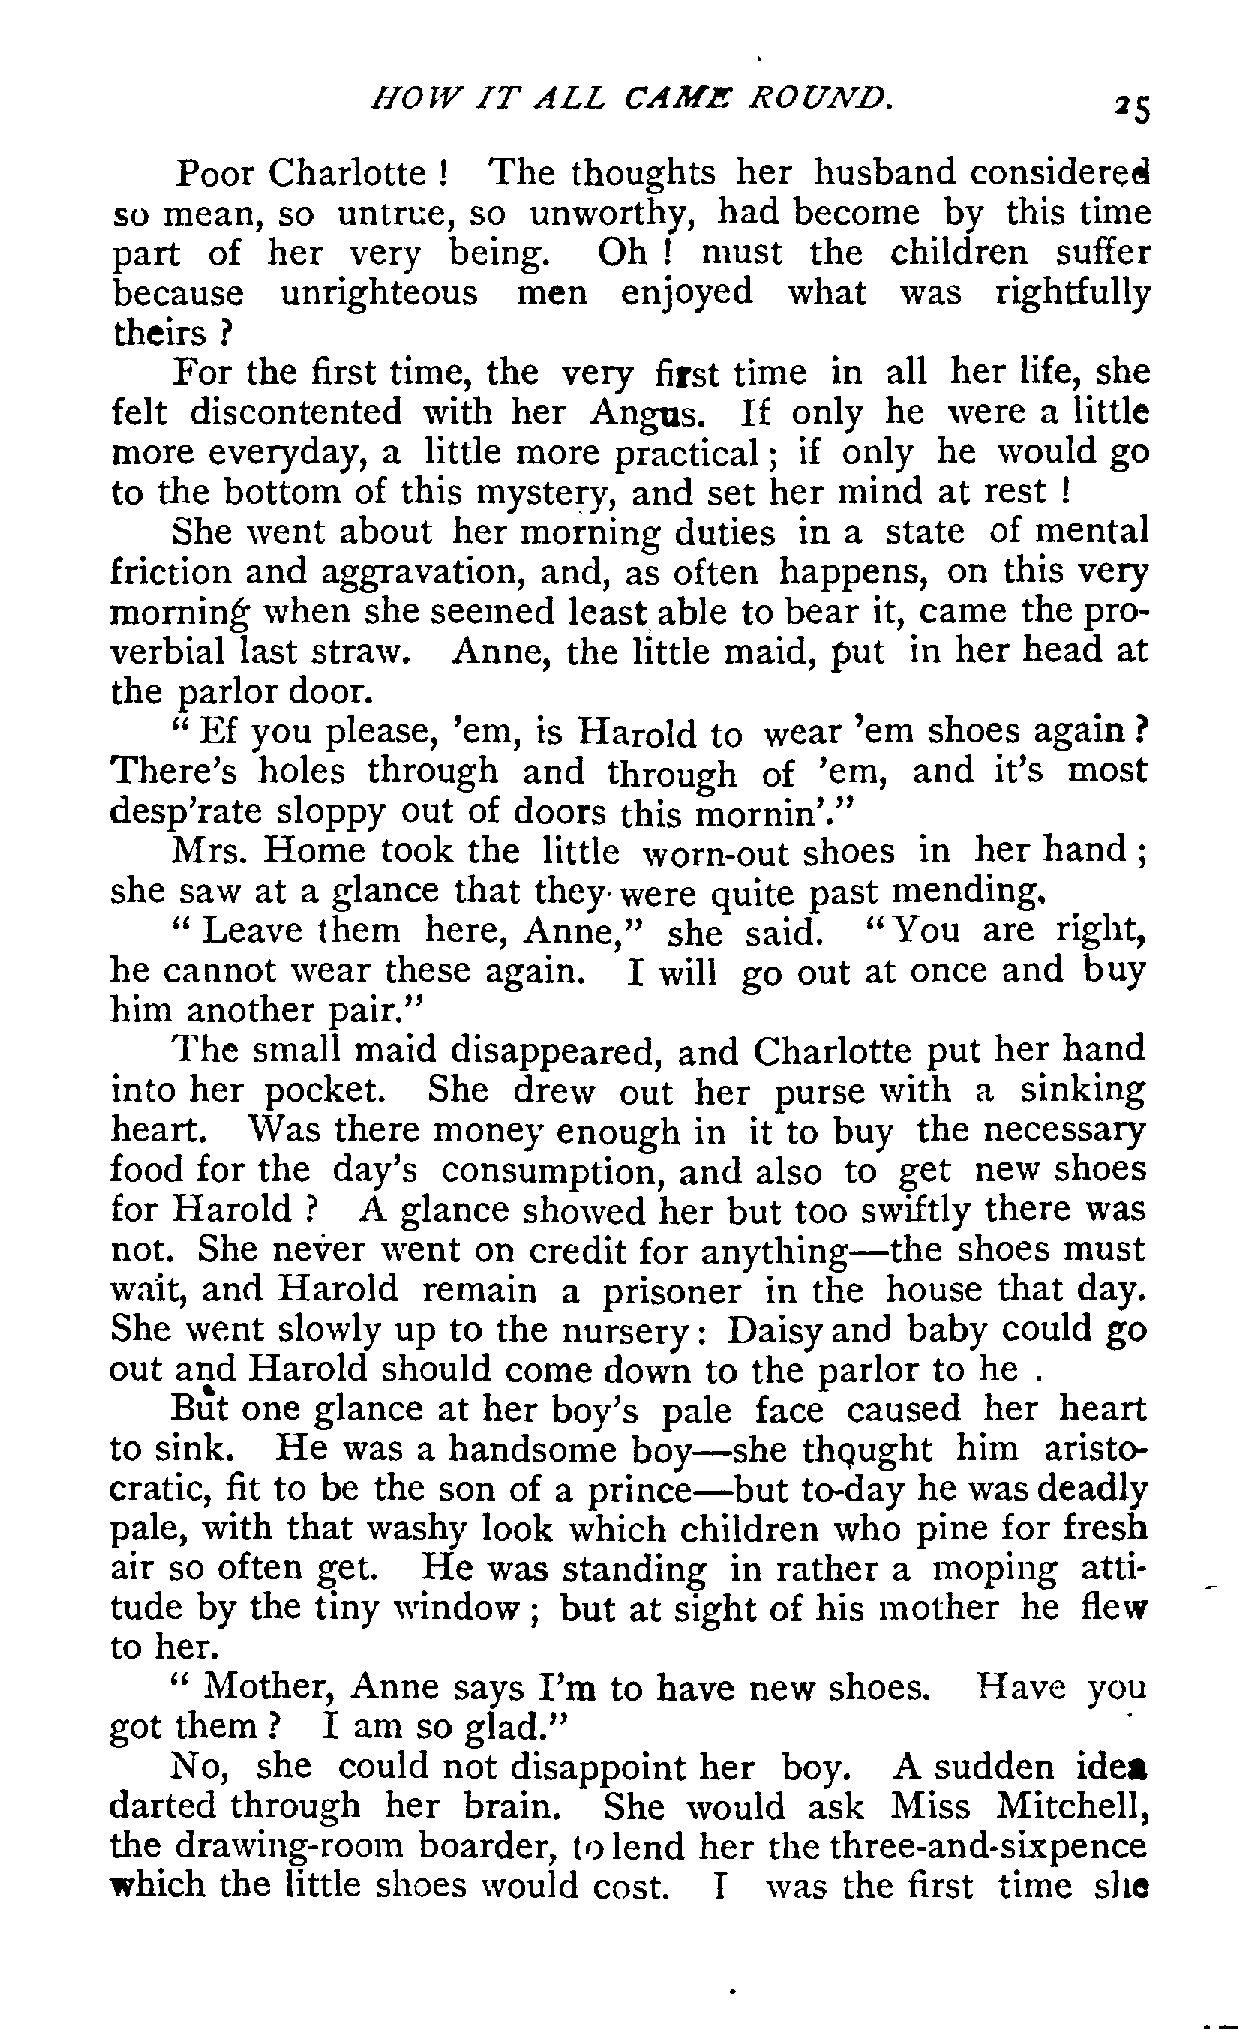 HOW IT ALL CAME ROUND. 25
Poor Charlotte ! The thoughts her husband considered
so mean, so untrue, so unworthy, had become by this time
part of her very being. Oh ! must the children suffer
because unrighteous men enjoyed what was rightfully
theirs ?
For the first time, the very first time in all her life, she
felt discontented with her Angus. If only he were a little
more everyday, a little more practical ; if only he would go
to the bottom of this mystery, and set her mind at rest !
She went about her morning duties in a state of mental
friction and aggravation, and, as often happens, on this very
morning when she seemed least able to bear it, came the pro-
verbial last straw. Anne, the little maid, put in her head at
the parlor door.
“ Ef you please, ’em, is Harold to wear ’em shoes again ?
There’s holes through and through of ’em, and it’s most
desp’rate sloppy out of doors this mornin’.”
Mrs. Home took the little worn-out shoes in her hand ;
she saw at a glance that they were quite past mending.
“ Leave them here, Anne,” she said. “ You are right,
he cannot wear these again. I will go out at once and buy
him another pair.”
The small maid disappeared, and Charlotte put her hand
into her pocket. She drew out her purse with a sinking
heart. Was there money enough in it to buy the necessary
food for the day’s consumption, and also to get new shoes
for Harold ? A glance showed her but too swiftly there was
not. She never went on credit for anything—the shoes must
wait, and Harold remain a prisoner in the house that day.
She went slowly up to the nursery : Daisy and baby could go
out and Harold should come down to the parlor to he .
But one glance at her boy’s pale face caused her heart
to sink. He was a handsome boy—she thought him aristo-
cratic, fit to be the son of a prince—but to-day he was deadly
pale, with that washy look which children who pine for fresh
air so often get. He was standing in rather a moping atti-
tude by the tiny window ; but at sight of his mother he flew
to her.
“ Mother, Anne says I’m to have new shoes. Have you
got them ? I am so glad.”
No, she could not disappoint her boy. A sudden idea
darted through her brain. She would ask Miss Mitchell,
the drawing-room boarder, to lend her the three-and-sixpence
which the little shoes would cost. I was the first time she